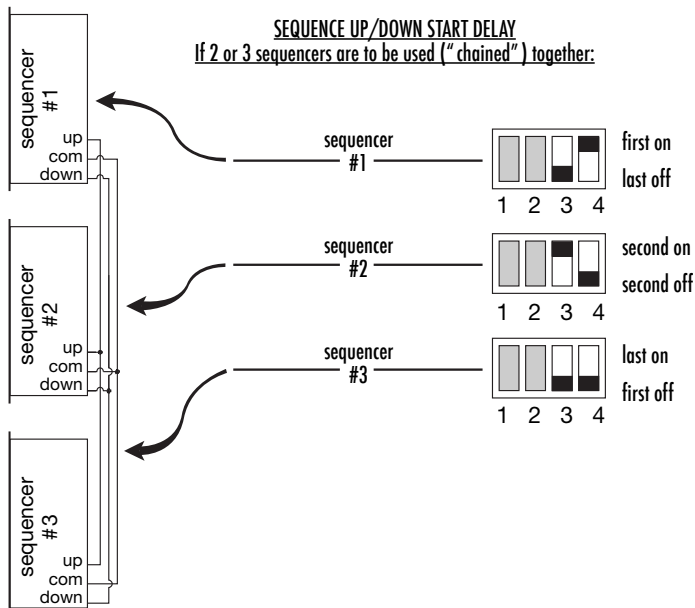 SEQUENCE UP/DOWN START DELAY
If 2 or 3 sequencers are to be used (“chained”) together:
sequencer
#1
up
com
down
sequencer
#1
first on
last off
1 2 3 4
sequencer
#2
up
com
down
sequencer
#2
second on
second off
1 2 3 4
sequencer
#3
last on
first off
1 2 3 4
sequencer
#3
up
com
down